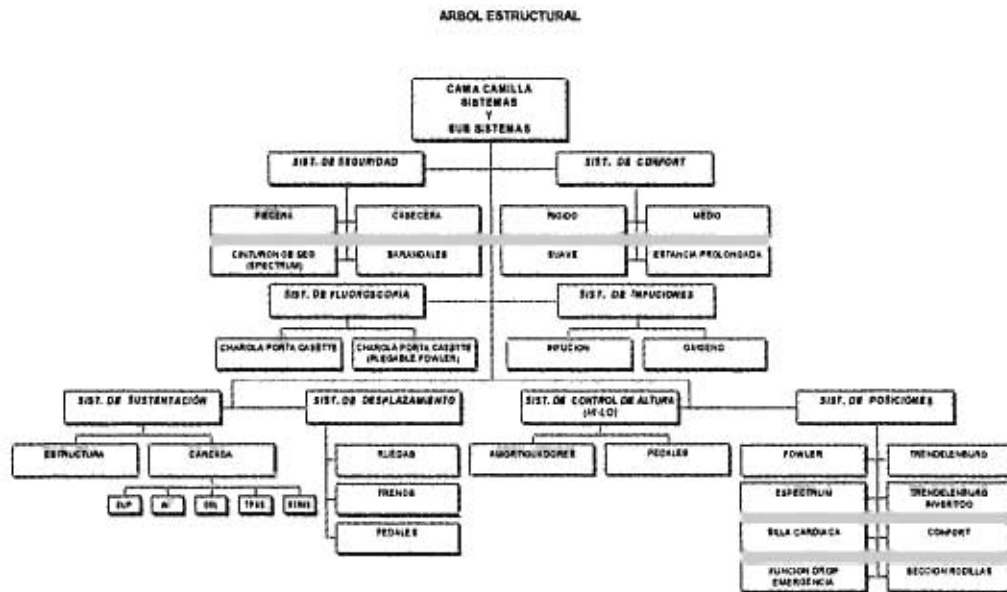 ARBOL ESTRUCTURAL
CAMA CAMILLA
SISTEMAS
Y
SUB SISTEMAS
SIST. DE SEGURIDAD
SIST. DE CONFORT
PIECERA
CABECERA
RIGIDO
MEDIO
CINTURON DE SEG
(SPECTRUM)
BARANDALES
SUAVE
ESTANCIA PROLONGADA
SIST. DE FLUOROSCOPIA
SIST. DE INFUCIONES
CHAROLA PORTA CASETTE
CHAROLA PORTA CASETTE
(PLEGABLE FOWLER)
INFUCION
OXIGENO
SIST. DE SUSTENTACIÓN
SIST. DE DESPLAZAMIENTO
SIST. DE CONTROL DE ALTURA
(HI-LO)
SIST. DE POSICIONES
ESTRUCTURA
CARCASA
RUEDAS
AMORTIGUADORES
PEDALES
FOWLER
TRENDELENBURG
SUP
INF
FRENOS
ESPECTRUM
TRENDELENBURG
INVERTIDO
PEDALES
SILLA CARDIACA
CONFORT
FUNCION DROP
EMERGENCIA
SECCION RODILLAS